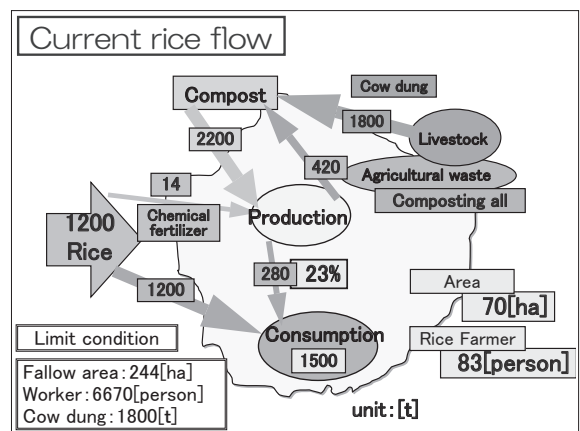 Current rice flow
Compost
Cow dung
1800
Livestock
2200
420
Agricultural waste
Composting all
14
Chemical
fertilizer
Production
1200
Rice
280
23%
1200
Area
70[ha]
Consumption
1500
Rice Farmer
83[person]
Limit condition
Fallow area:244[ha]
Worker:6670[person]
Cow dung:1800[t]
unit:[t]